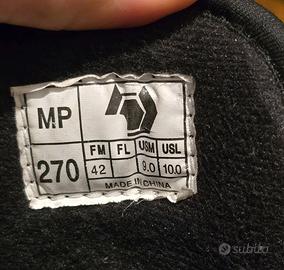 MP
FM FL USM USL
270 42 9.0 10.0
MADE IN CHINA
subito